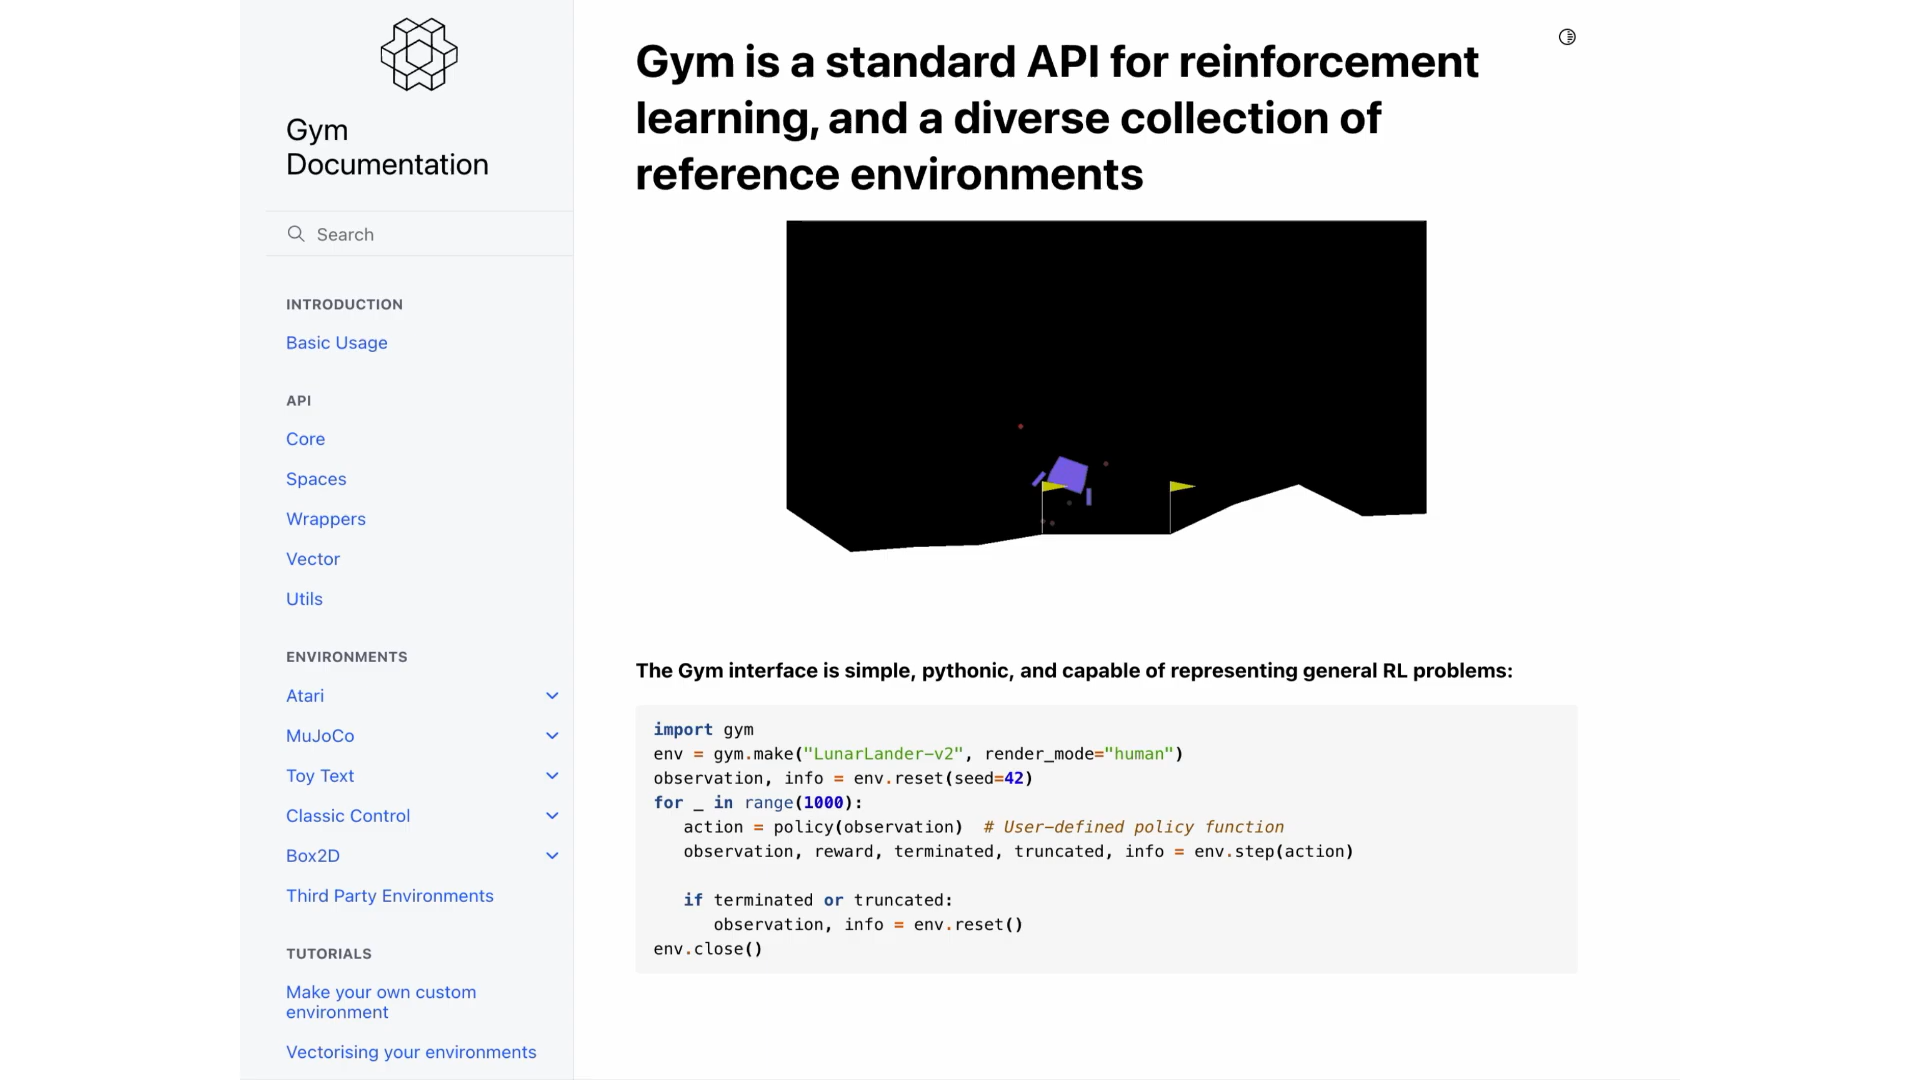 Gym
Documentation
Search
INTRODUCTION
Basic Usage
API
Core
Spaces
Wrappers
Vector
Utils
ENVIRONMENTS
Atari
MuJoCo
Toy Text
Classic Control
Box2D
Third Party Environments
TUTORIALS
Make your own custom
environment
Vectorising your environments
Gym is a standard API for reinforcement
learning, and a diverse collection of
reference environments
The Gym interface is simple, pythonic, and capable of representing general RL problems:
import gym
env = gym.make("LunarLander-v2", render_mode="human")
observation, info = env.reset(seed=42)
for _ in range(1000):
   action = policy(observation)  # User-defined policy function
   observation, reward, terminated, truncated, info = env.step(action)
   if terminated or truncated:
      observation, info = env.reset()
env.close()